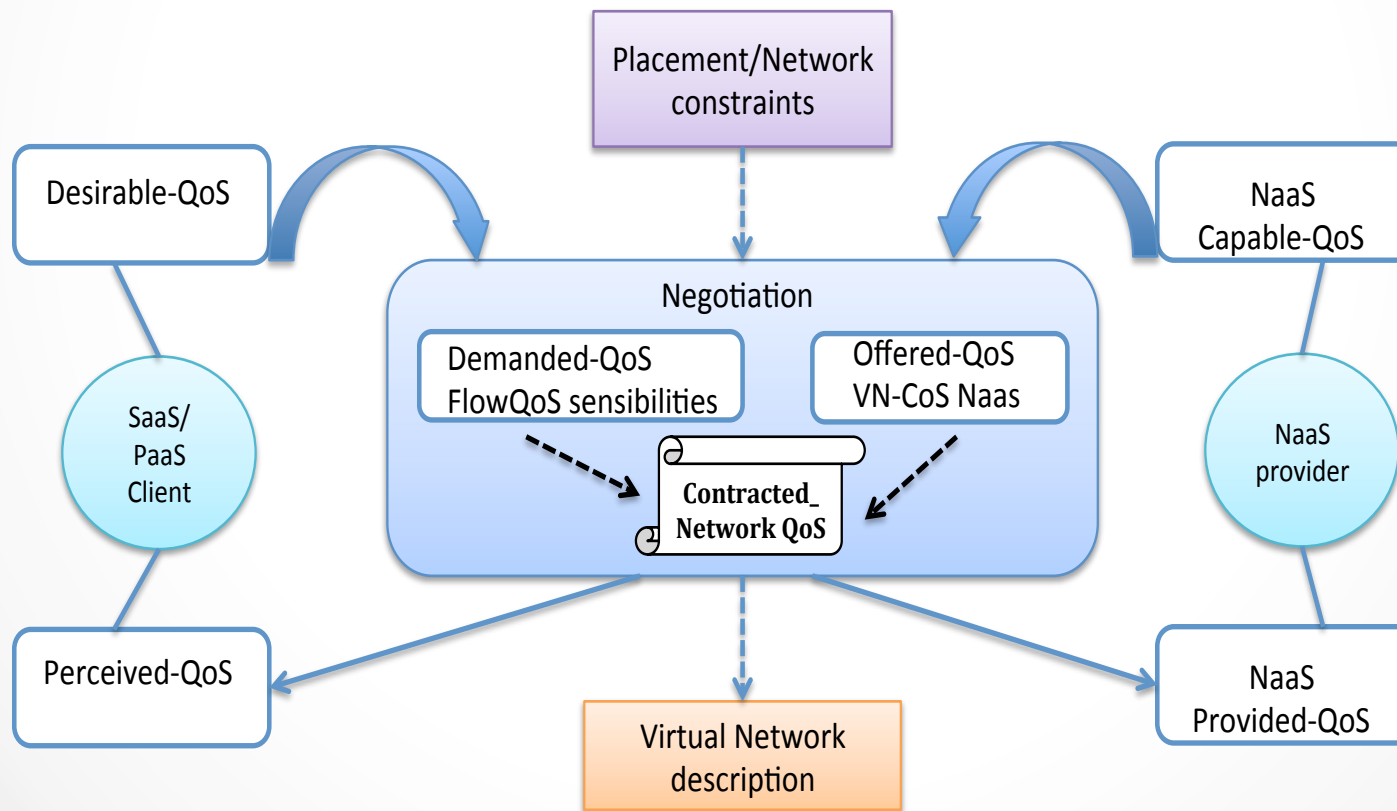 Placement/Network
constraints
Desirable-QoS
NaaS
Capable-QoS
Negotiation
Demanded-QoS
FlowQoS sensibilities
Offered-QoS
VN-CoS Naas
SaaS/
PaaS
Client
NaaS
provider
Contracted_
Network QoS
Perceived-QoS
NaaS
Provided-QoS
Virtual Network
description